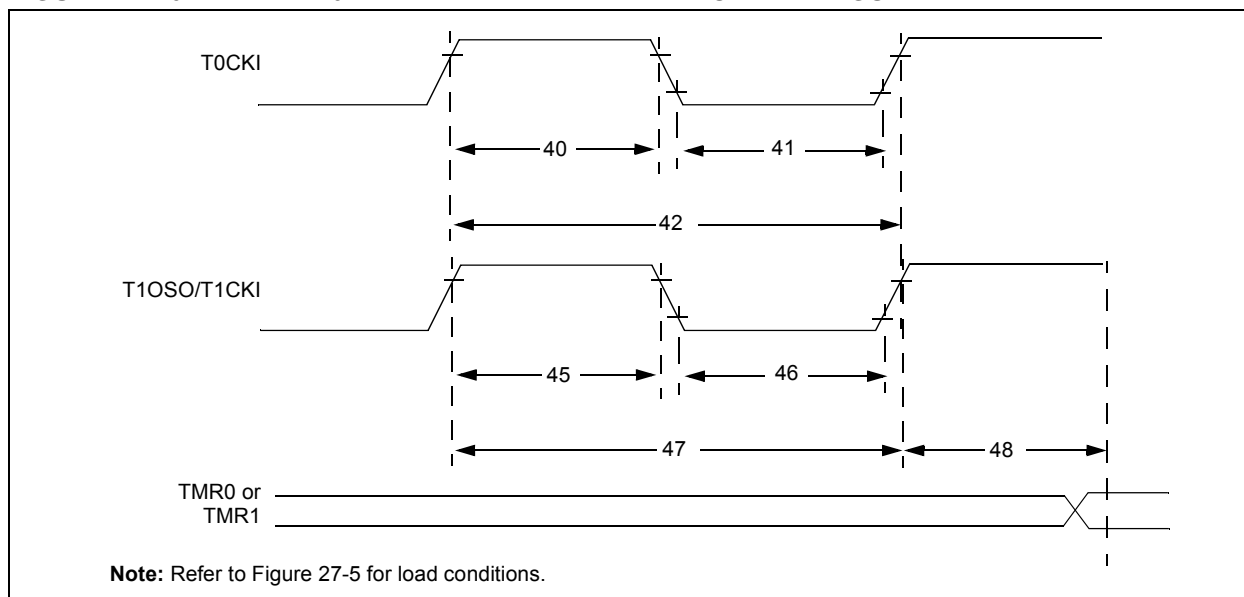 T0CKI
40
41
42
T1OSO/T1CKI
45
46
47
48
TMR0 or
TMR1
Note: Refer to Figure 27-5 for load conditions.